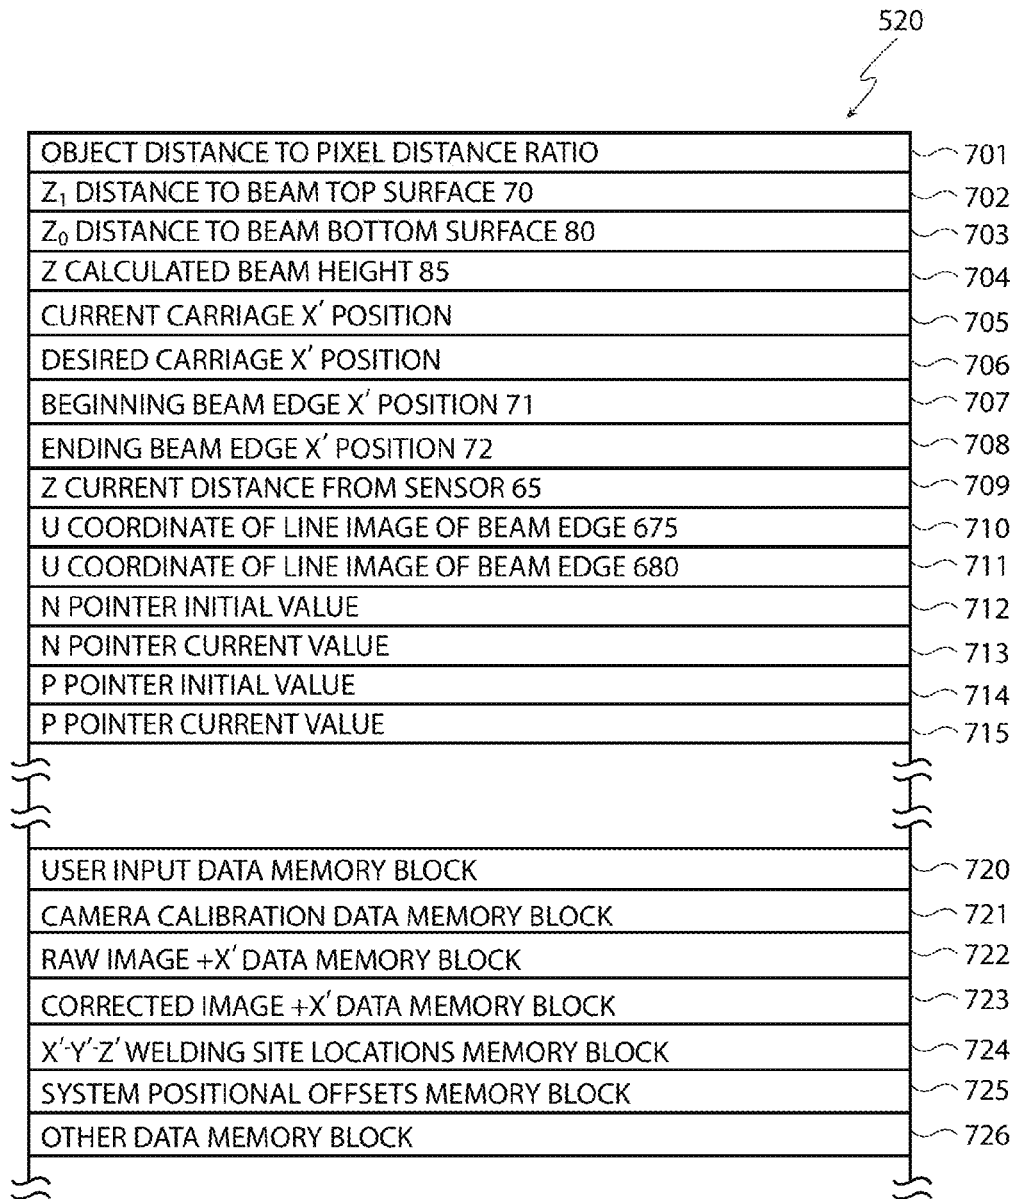 520
OBJECT DISTANCE TO PIXEL DISTANCE RATIO 701
Z₁ DISTANCE TO BEAM TOP SURFACE 70 702
Z₀ DISTANCE TO BEAM BOTTOM SURFACE 80 703
Z CALCULATED BEAM HEIGHT 85 704
CURRENT CARRIAGE X′ POSITION 705
DESIRED CARRIAGE X′ POSITION 706
BEGINNING BEAM EDGE X′ POSITION 71 707
ENDING BEAM EDGE X′ POSITION 72 708
Z CURRENT DISTANCE FROM SENSOR 65 709
U COORDINATE OF LINE IMAGE OF BEAM EDGE 675 710
U COORDINATE OF LINE IMAGE OF BEAM EDGE 680 711
N POINTER INITIAL VALUE 712
N POINTER CURRENT VALUE 713
P POINTER INITIAL VALUE 714
P POINTER CURRENT VALUE 715
USER INPUT DATA MEMORY BLOCK 720
CAMERA CALIBRATION DATA MEMORY BLOCK 721
RAW IMAGE +X′ DATA MEMORY BLOCK 722
CORRECTED IMAGE +X′ DATA MEMORY BLOCK 723
X′-Y′-Z′ WELDING SITE LOCATIONS MEMORY BLOCK 724
SYSTEM POSITIONAL OFFSETS MEMORY BLOCK 725
OTHER DATA MEMORY BLOCK 726